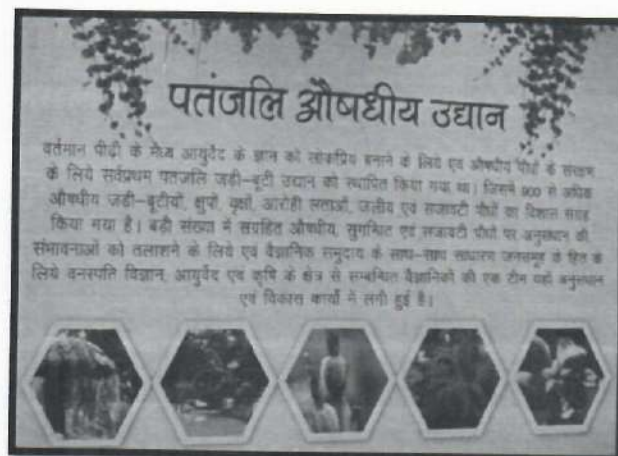 पतंजलि औषधीय उद्यान
वर्तमान पीढ़ी के मध्य आयुर्वेद के ज्ञान को लोकप्रिय बनाने के लिये एवं औषधीय पौधों के संरक्षण
के लिये सर्वप्रथम पतंजलि जड़ी–बूटी उद्यान को स्थापित किया गया था। जिसमें 900 से अधिक
औषधीय जड़ी–बूटीयों, क्षुपों, वृक्षों, आरोही लताओं, जलीय एवं सजावटी पौधों का विशाल संग्रह
किया गया है। बड़ी संख्या में संग्रहित औषधीय, सुगन्धित एवं सजावटी पौधों पर अनुसंधान की
संभावनाओं को तलाशने के लिये एवं वैज्ञानिक समुदाय के साथ–साथ साधारण जनसमूह के हित के
लिये वनस्पति विज्ञान, आयुर्वेद एवं कृषि के क्षेत्र से सम्बन्धित वैज्ञानिकों की एक टीम यहाँ अनुसंधान
एवं विकास कार्यों में लगी हुई है।